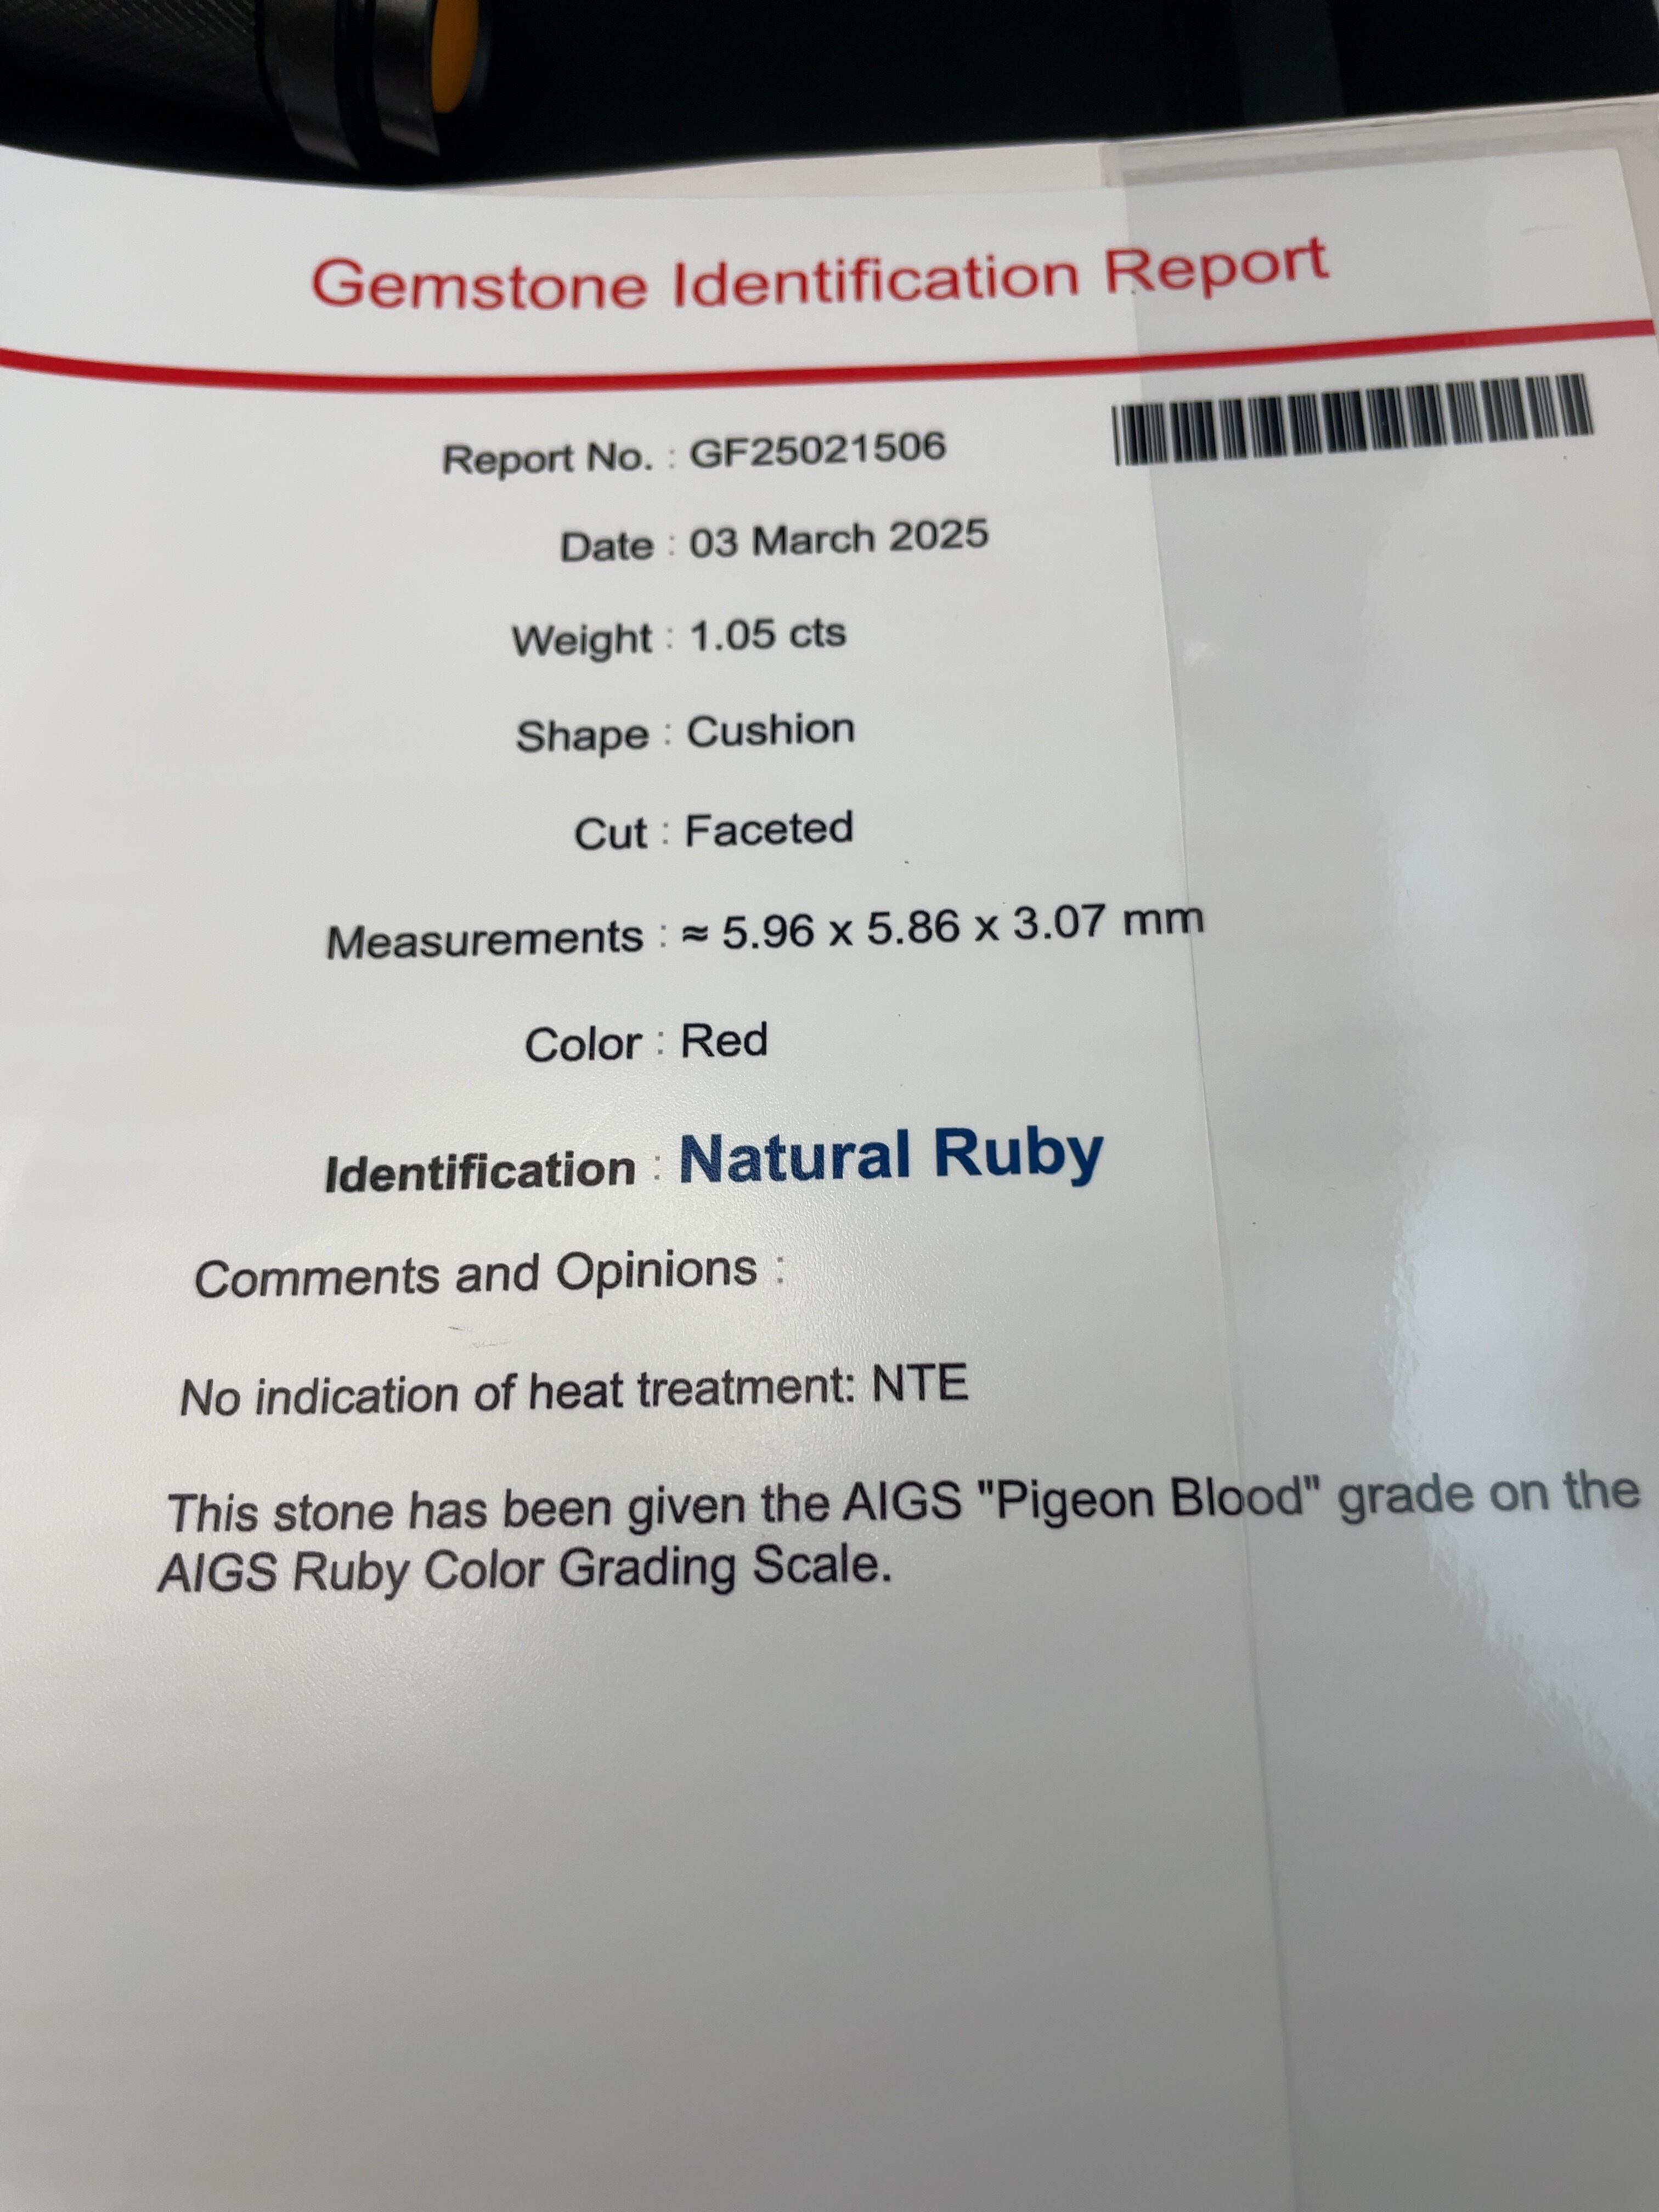 Gemstone Identification Report
Report No. : GF25021506
Date : 03 March 2025
Weight : 1.05 cts
Shape : Cushion
Cut : Faceted
Measurements : ≈ 5.96 x 5.86 x 3.07 mm
Color : Red
Identification : Natural Ruby
Comments and Opinions :
No indication of heat treatment: NTE
This stone has been given the AIGS "Pigeon Blood" grade on the
AIGS Ruby Color Grading Scale.